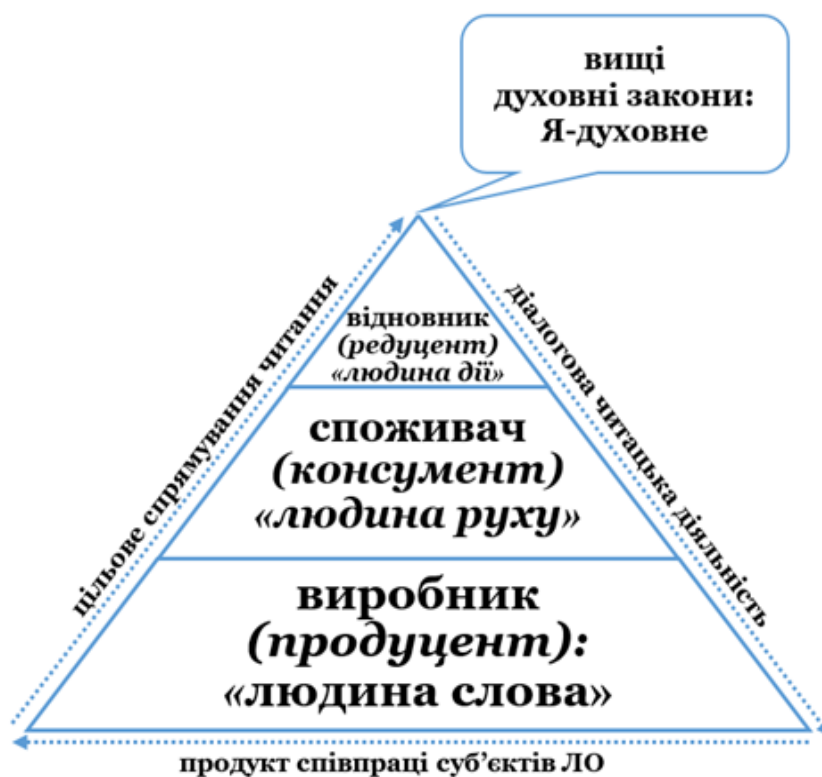 вищі
духовні закони:
Я-духовне
цільове спрямування читання
діалогова читацька діяльність
відновник
(редуцент)
«людина дії»
споживач
(консумент)
«людина руху»
виробник
(продуцент):
«людина слова»
продукт співпраці суб’єктів ЛО